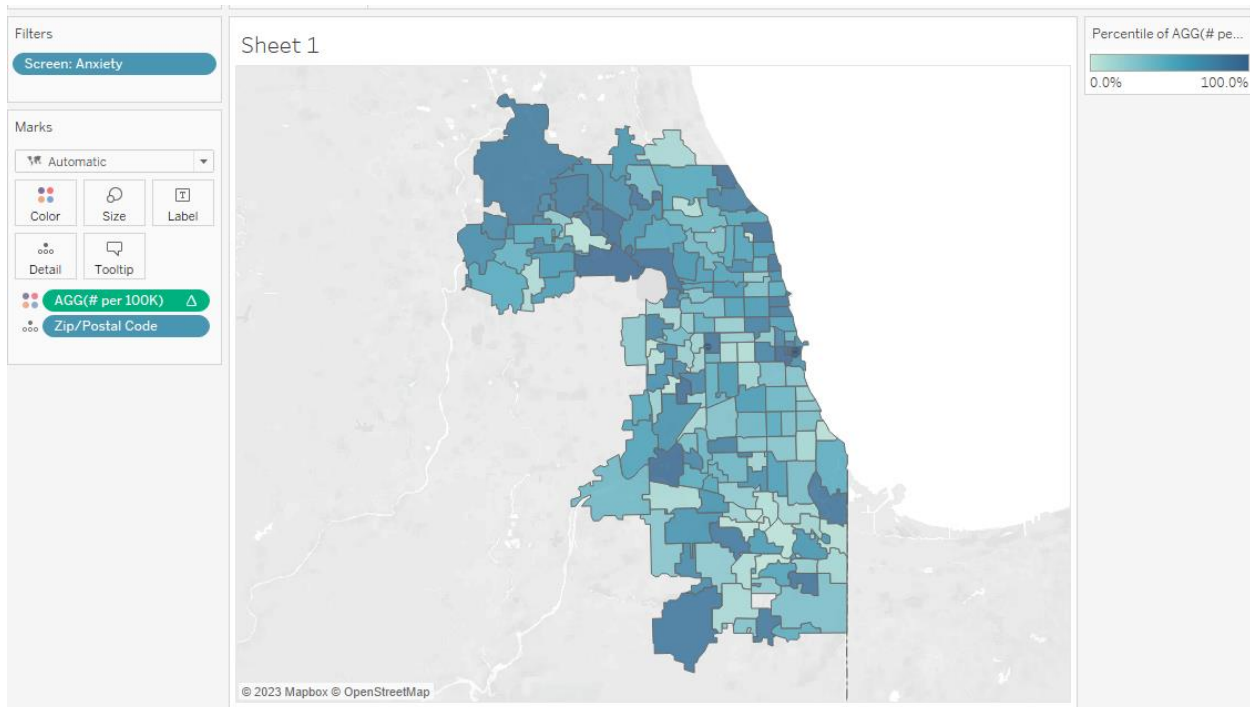 Filters
Screen: Anxiety
Marks
Automatic
Color
Size
Label
Detail
Tooltip
AGG(# per 100K) Δ
Zip/Postal Code
Sheet 1
© 2023 Mapbox © OpenStreetMap
Percentile of AGG(# pe...
0.0% 100.0%